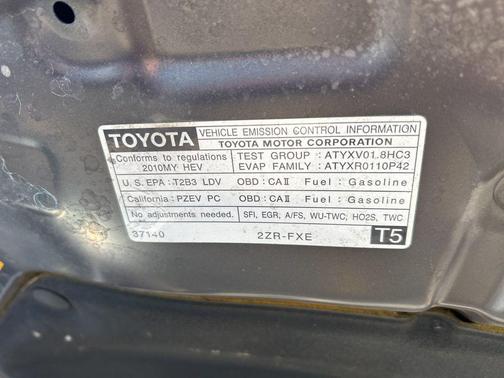 TOYOTA VEHICLE EMISSION CONTROL INFORMATION
TOYOTA MOTOR CORPORATION
Conforms to regulations TEST GROUP : ATYXV01.8HC3
2010MY HEV EVAP FAMILY : ATYXR0110P42
U.S. EPA : T2B3 LDV OBD : CAII Fuel : Gasoline
California : PZEV PC OBD : CAII Fuel : Gasoline
No adjustments needed. SFI, EGR, A/FS, WU-TWC, HO2S, TWC
37140 2ZR-FXE T5